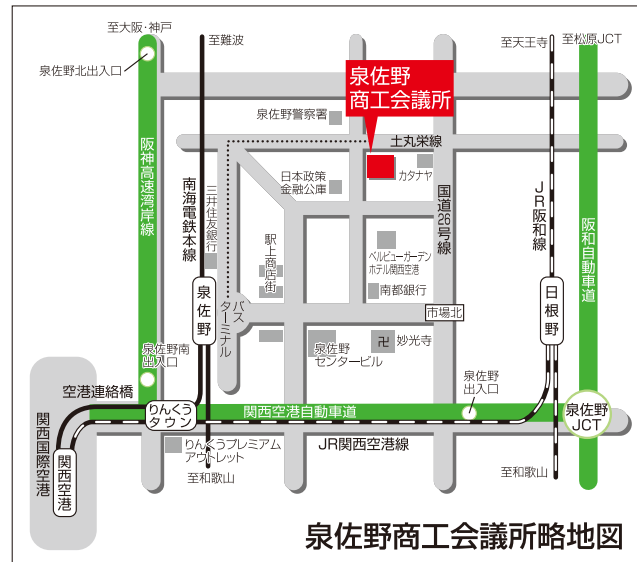 至大阪・神戸
至難波
至天王寺
至松原JCT
泉佐野北出入口
泉佐野
商工会議所
泉佐野警察署
土丸栄線
カタナヤ
日本政策
金融公庫
阪神高速湾岸線
南海電鉄本線
三井住友銀行
国道26号線
JR阪和線
阪和自動車道
駅上商店街
ベルビューガーデン
ホテル関西空港
南都銀行
市場北
泉佐野
バス
ターミナル
日根野
泉佐野南
出入口
泉佐野
センタービル
卍
妙光寺
泉佐野
出入口
空港連絡橋
りんくう
タウン
関西空港自動車道
泉佐野
JCT
関西国際空港
関西空港
りんくうプレミアム
アウトレット
JR関西空港線
至和歌山
至和歌山
泉佐野商工会議所略地図